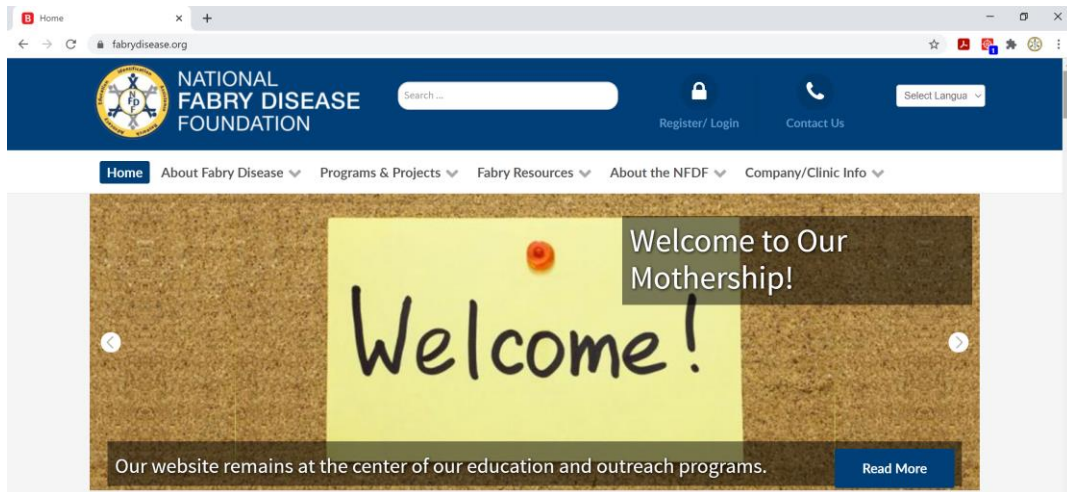 Home
fabrydisease.org
NATIONAL
FABRY DISEASE
FOUNDATION
Search ...
Register/ Login
Contact Us
Select Langua
Home
About Fabry Disease
Programs & Projects
Fabry Resources
About the NFDF
Company/Clinic Info
Welcome to Our
Mothership!
Welcome!
Our website remains at the center of our education and outreach programs.
Read More